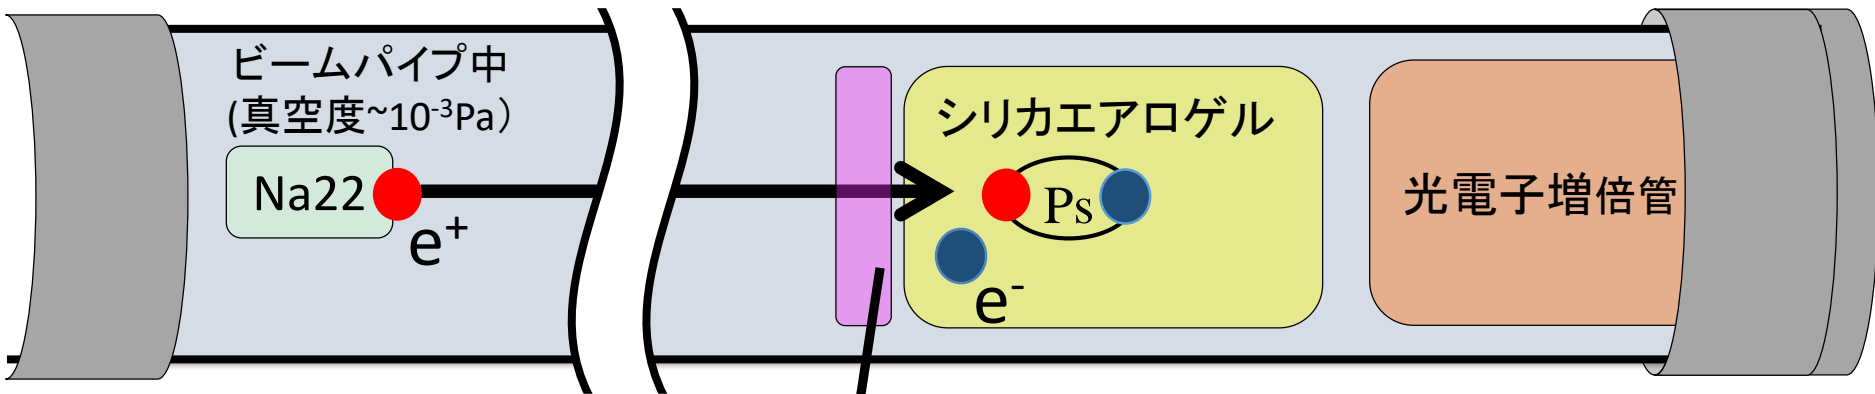 ビームパイプ中
(真空度~10⁻³Pa）
Na22
e⁺
シリカエアロゲル
Ps
e⁻
光電子増倍管